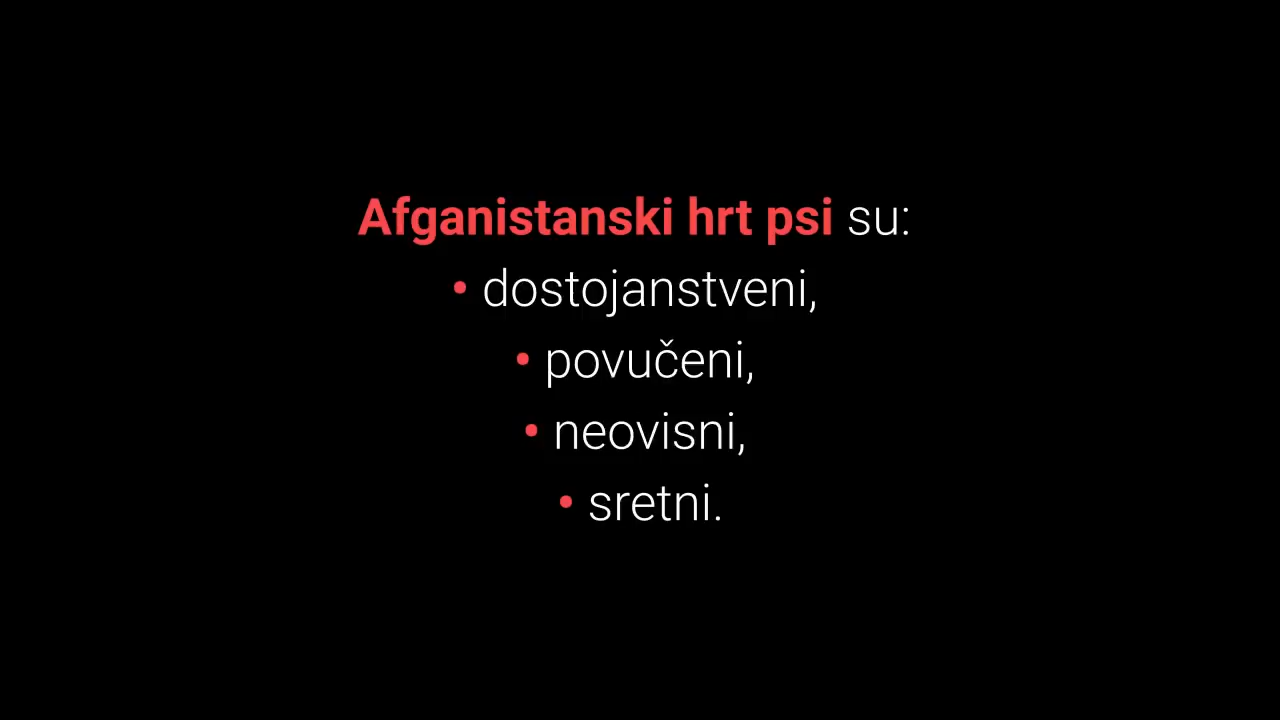 Afganistanski hrt psi su:
• dostojanstveni,
• povučeni,
• neovisni,
• sretni.